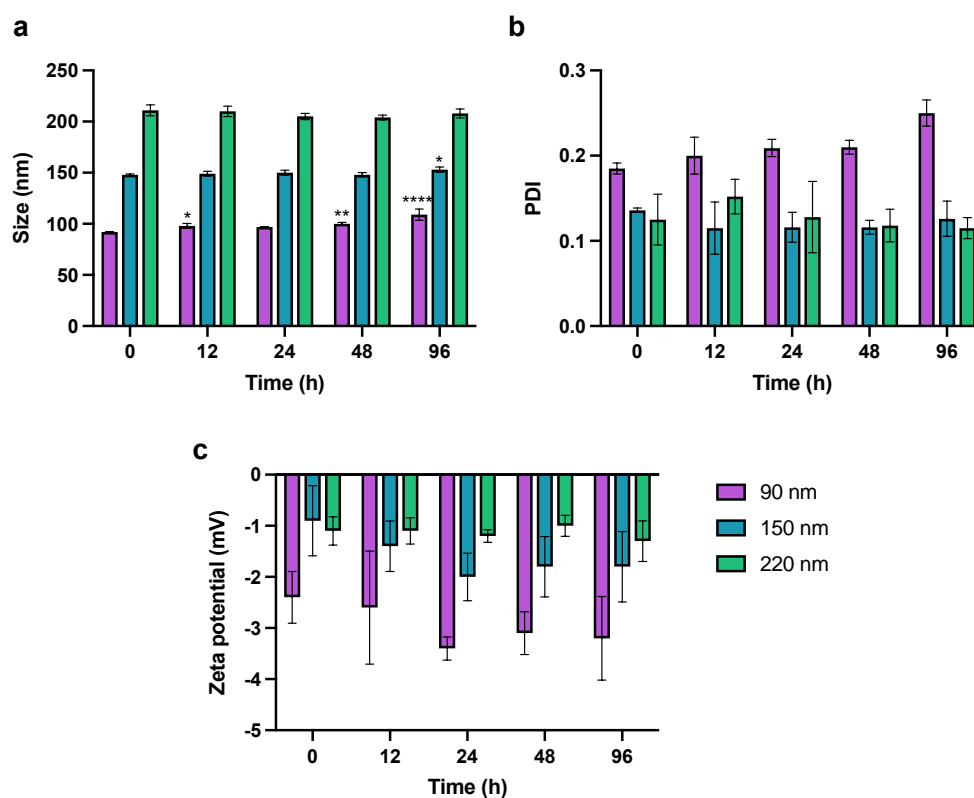 a
250
200
150
100
50
0
Size (nm)
*
**
****
*
0 12 24 48 96
Time (h)
b
0.3
0.2
0.1
0.0
PDI
0 12 24 48 96
Time (h)
c
0
-1
-2
-3
-4
-5
Zeta potential (mV)
0 12 24 48 96
Time (h)
90 nm
150 nm
220 nm